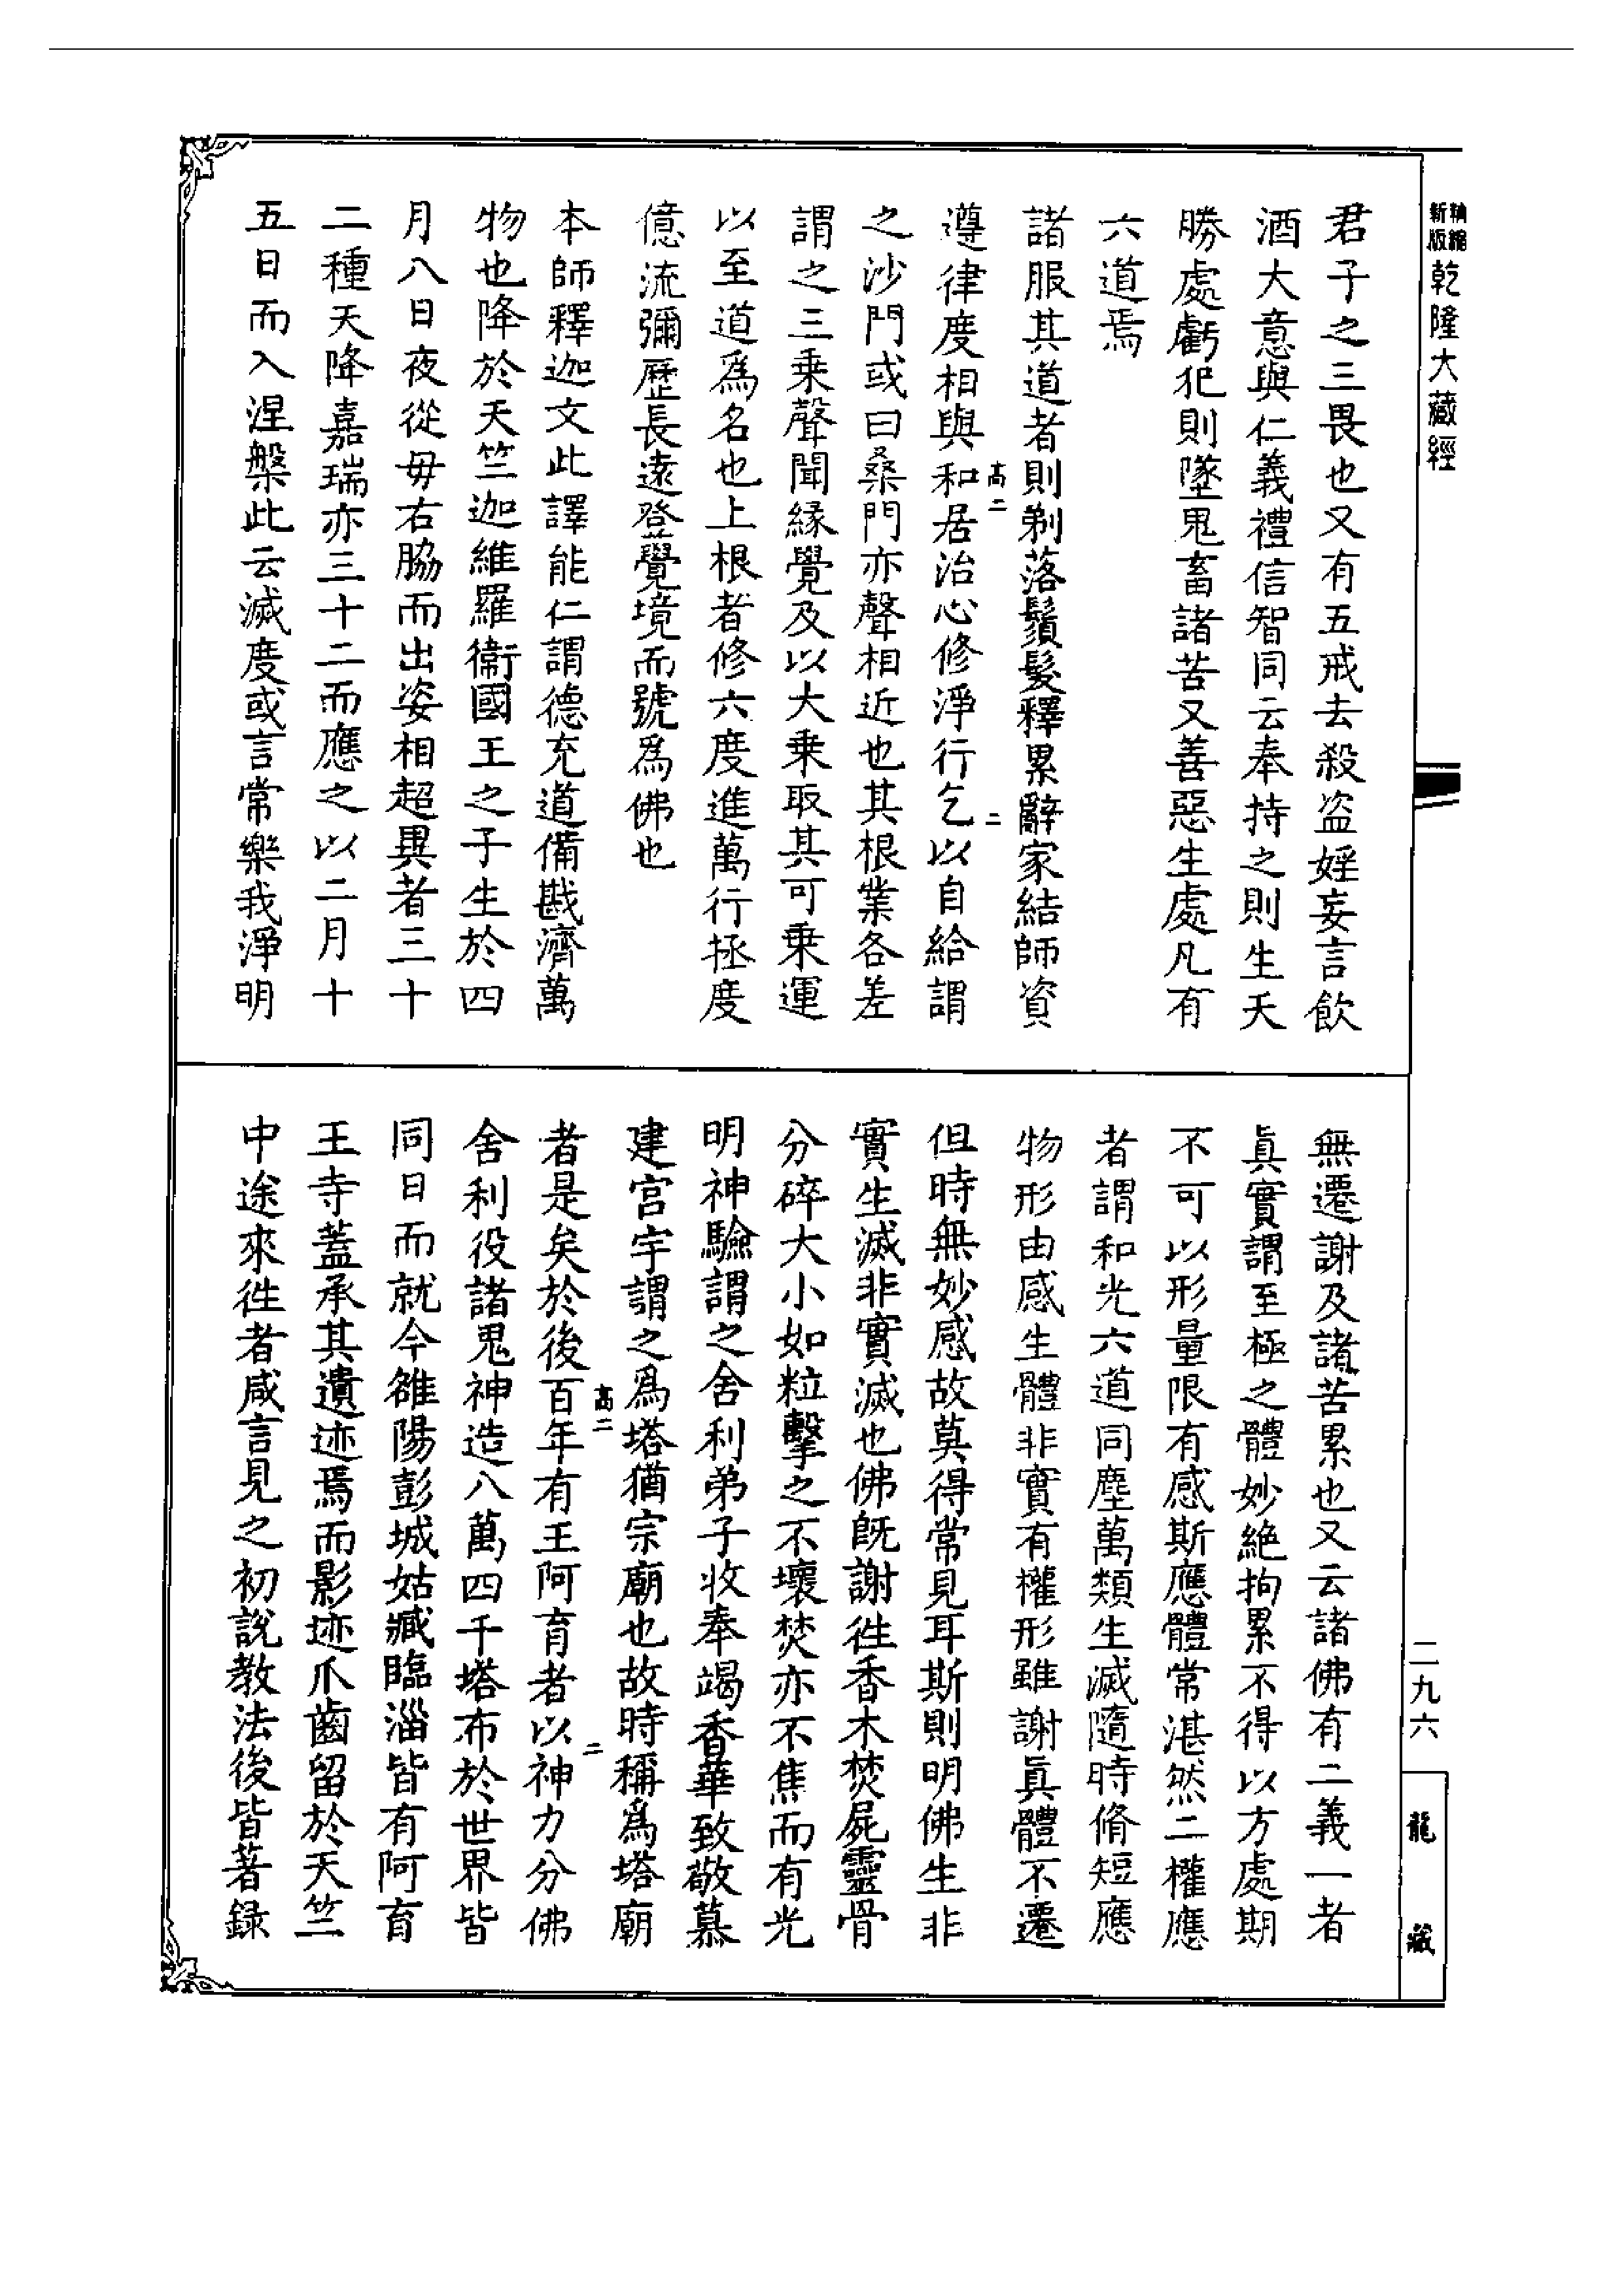 精縮
新版
乾隆大藏經
君子之三畏也又有五戒去殺盗婬妄言飲
酒大意與仁義禮信智同云奉持之則生天
勝處虧犯則墜鬼畜諸苦又善惡生處凡有
六道焉
諸服其道者則剃落鬚髮釋累辭家結師資
遵律度相與和居治心修淨行乞以自給謂
高二
二
之沙門或曰桑門亦聲相近也其根業各差
謂之三乗聲聞緣覺及以大乗取其可乗運
以至道爲名也上根者修六度進萬行拯度
億流彌歷長遠登覺境而號爲佛也
本師釋迦文此譯能仁謂德充道備戡濟萬
物也降於天竺迦維羅衞國王之子生於四
月八日夜從毋右脇而出姿相超異者三十
二種天降嘉瑞亦三十二而應之以二月十
五日而入涅槃此云滅度或言常樂我淨明
無遷謝及諸苦累也又云諸佛有二義一者
眞實謂至極之體妙絶拘累不得以方處期
不可以形量限有感斯應體常湛然二權應
者謂和光六道同塵萬類生滅隨時脩短應
物形由感生體非實有權形雖謝眞體不遷
但時無妙感故莫得常見耳斯則明佛生非
實生滅非實滅也佛旣謝徃香木焚屍靈骨
分碎大小如粒擊之不壞焚亦不焦而有光
明神驗謂之舍利弟子收奉竭香華致敬慕
建宫宇謂之爲塔猶宗廟也故時稱爲塔廟
者是矣於後百年有王阿育者以神力分佛
高二
二
舍利役諸鬼神造八萬四千塔布於世界皆
同日而就今雒陽彭城姑臧臨淄皆有阿育
王寺蓋承其遺迹焉而影迹爪齒留於天竺
中途來徃者咸言見之初說教法後皆著録
二九六
龍藏